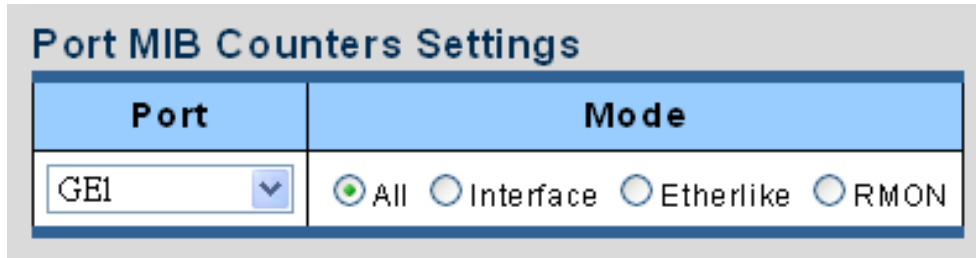 Port MIB Counters Settings
Port Mode
GE1 All Interface Etherlike RMON